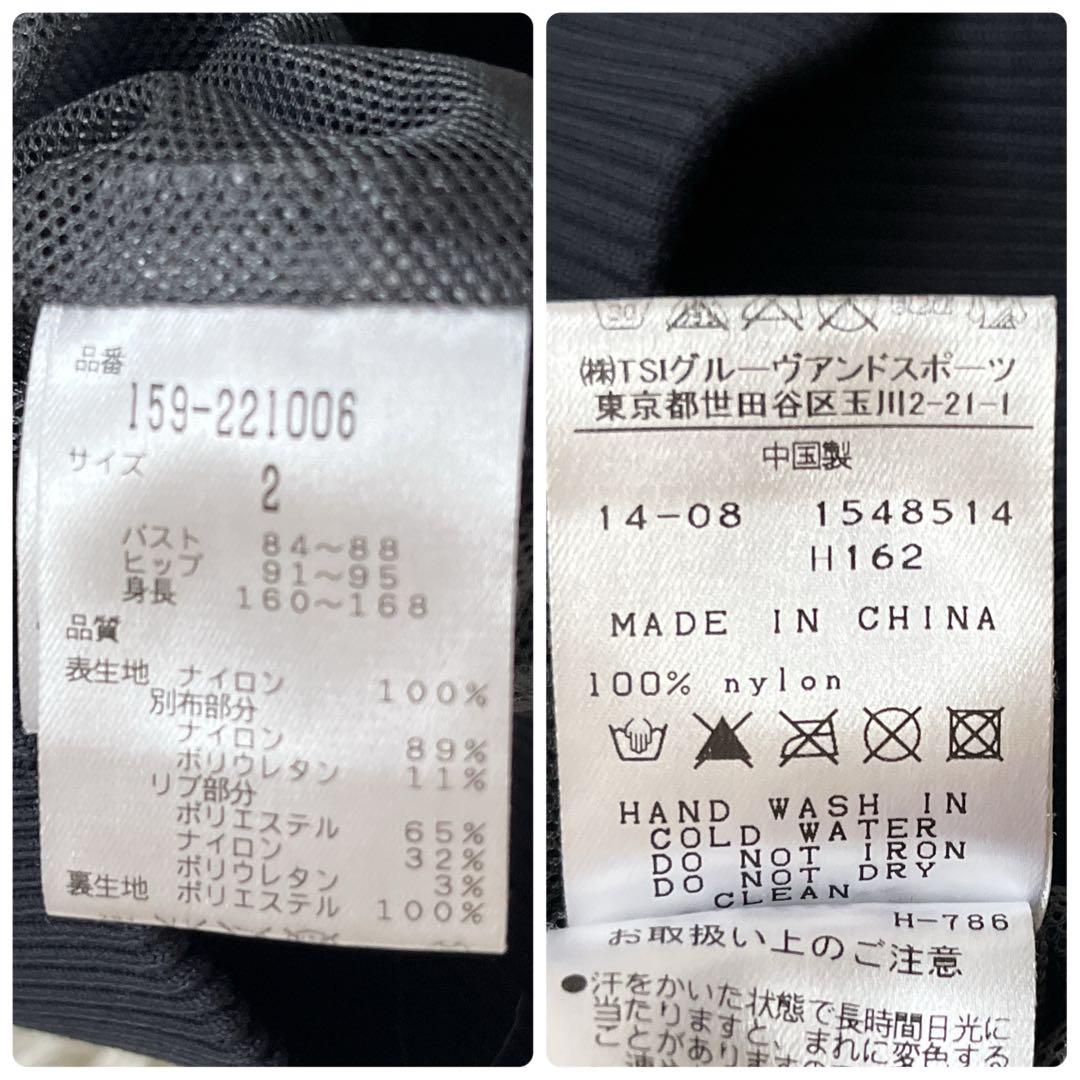 品番
159-221006
サイズ
2
バスト 84～88
ヒップ 91～95
身長 160～168
品質
表生地 ナイロン 100%
別布部分
ナイロン 89%
ポリウレタン 11%
リブ部分
ポリエステル 65%
ナイロン 32%
ポリウレタン 3%
裏生地 ポリエステル 100%
㈱TSIグルーヴアンドスポーツ
東京都世田谷区玉川2-21-1
中国製
14-08 1548514
H162
MADE IN CHINA
100% nylon
HAND WASH IN
COLD WATER
DO NOT IRON
DO NOT DRY
CLEAN
H-786
お取扱い上のご注意
●汗をかいた状態で長時間日光に
当たりますと、まれに変色する
ことがあります